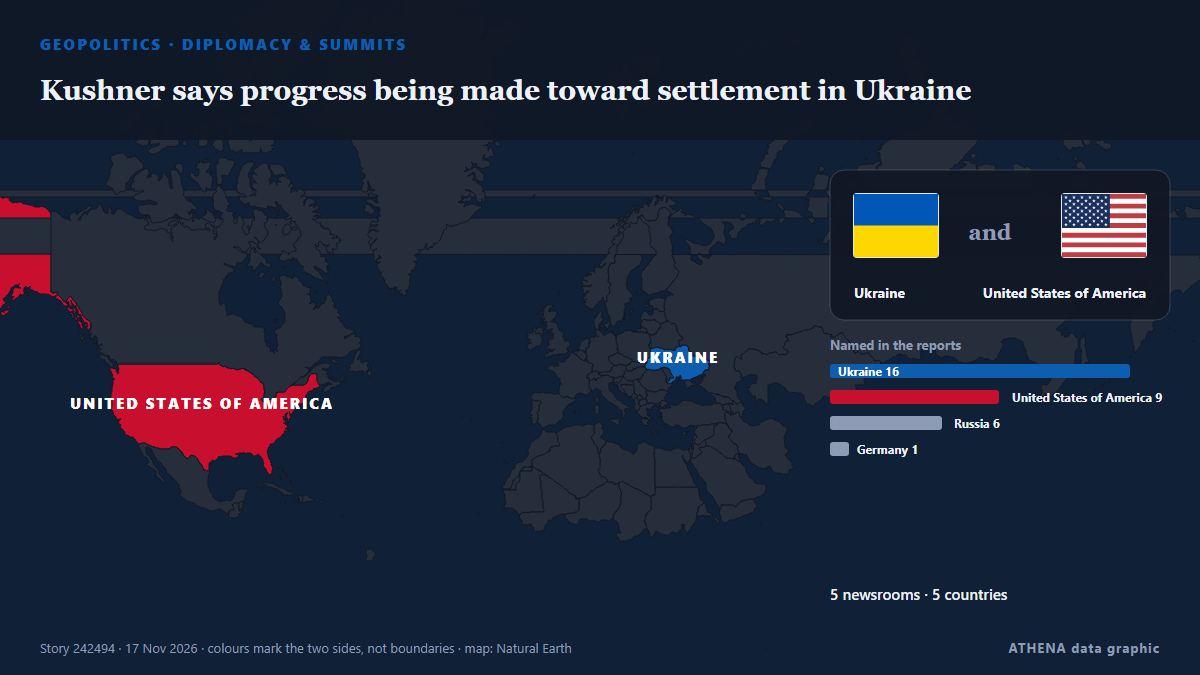 GEOPOLITICS · DIPLOMACY & SUMMITS
Kushner says progress being made toward settlement in Ukraine
and
Ukraine
United States of America
Named in the reports
Ukraine 16
United States of America 9
Russia 6
Germany 1
UKRAINE
UNITED STATES OF AMERICA
5 newsrooms · 5 countries
Story 242494 · 17 Nov 2026 · colours mark the two sides, not boundaries · map: Natural Earth
ATHENA data graphic